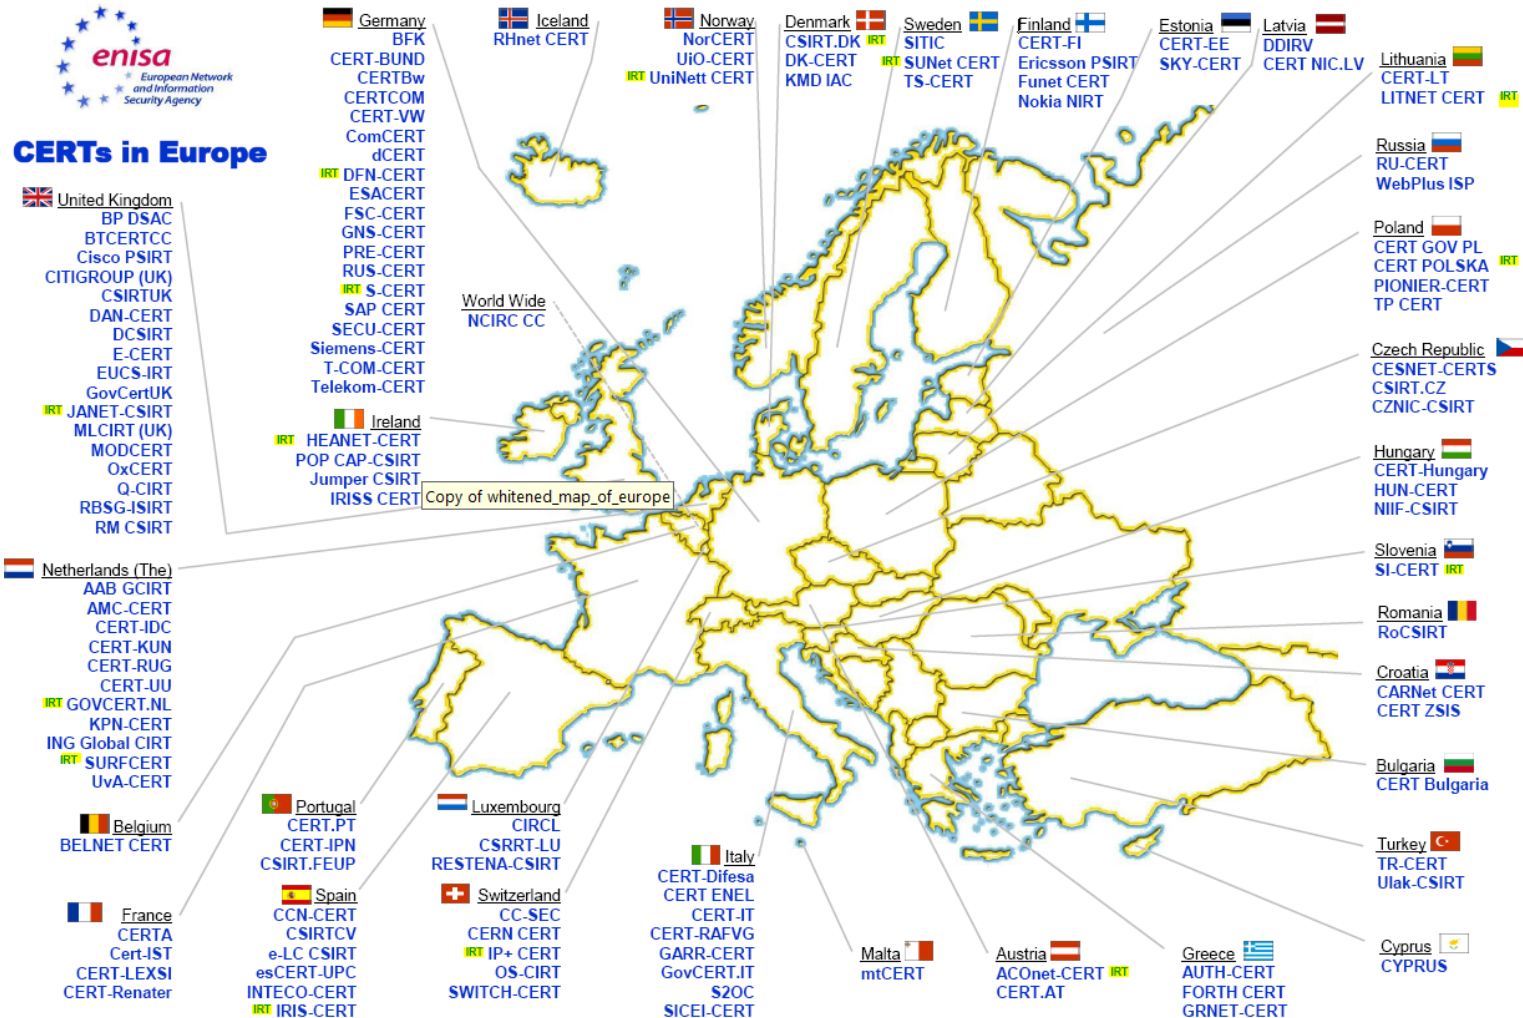 enisa
European Network
and Information
Security Agency
CERTs in Europe
United Kingdom
BP DSAC
BTCERTCC
Cisco PSIRT
CITIGROUP (UK)
CSIRTUK
DAN-CERT
DCSIRT
E-CERT
EUCS-IRT
GovCertUK
IRT JANET-CSIRT
MLCIRT (UK)
MODCERT
OxCERT
Q-CIRT
RBSG-ISIRT
RM CSIRT
Netherlands (The)
AAB GCIRT
AMC-CERT
CERT-IDC
CERT-KUN
CERT-RUG
CERT-UU
IRT GOVCERT.NL
KPN-CERT
ING Global CIRT
IRT SURFCERT
UvA-CERT
Belgium
BELNET CERT
France
CERTA
Cert-IST
CERT-LEXSI
CERT-Renater
Germany
BFK
CERT-BUND
CERTBw
CERTCOM
CERT-VW
ComCERT
dCERT
IRT DFN-CERT
ESACERT
FSC-CERT
GNS-CERT
PRE-CERT
RUS-CERT
IRT S-CERT
SAP CERT
SECU-CERT
Siemens-CERT
T-COM-CERT
Telekom-CERT
Ireland
IRT HEANET-CERT
POP CAP-CSIRT
Jumper CSIRT
IRISS CERT
Copy of whitened_map_of_europe
Portugal
CERT.PT
CERT-IPN
CSIRT.FEUP
Spain
CCN-CERT
CSIRTCV
e-LC CSIRT
esCERT-UPC
INTECO-CERT
IRT IRIS-CERT
Iceland
RHnet CERT
World Wide
NCIRC CC
Luxembourg
CIRCL
CSRRT-LU
RESTENA-CSIRT
Switzerland
CC-SEC
CERN CERT
IRT IP+ CERT
OS-CIRT
SWITCH-CERT
Norway
NorCERT
UiO-CERT
IRT UniNett CERT
Italy
CERT-Difesa
CERT ENEL
CERT-IT
CERT-RAFVG
GARR-CERT
GovCERT.IT
S2OC
SICEI-CERT
Denmark
CSIRT.DK IRT
DK-CERT
KMD IAC
Sweden
SITIC
IRT SUNet CERT
TS-CERT
Finland
CERT-FI
Ericsson PSIRT
Funet CERT
Nokia NIRT
Estonia
CERT-EE
SKY-CERT
Latvia
DDIRV
CERT NIC.LV
Lithuania
CERT-LT
LITNET CERT IRT
Russia
RU-CERT
WebPlus ISP
Poland
CERT GOV PL
CERT POLSKA IRT
PIONIER-CERT
TP CERT
Czech Republic
CESNET-CERTS
CSIRT.CZ
CZNIC-CSIRT
Hungary
CERT-Hungary
HUN-CERT
NIIF-CSIRT
Slovenia
SI-CERT IRT
Romania
RoCSIRT
Croatia
CARNet CERT
CERT ZSIS
Bulgaria
CERT Bulgaria
Turkey
TR-CERT
Ulak-CSIRT
Malta
mtCERT
Austria
ACOnet-CERT IRT
CERT.AT
Greece
AUTH-CERT
FORTH CERT
GRNET-CERT
Cyprus
CYPRUS